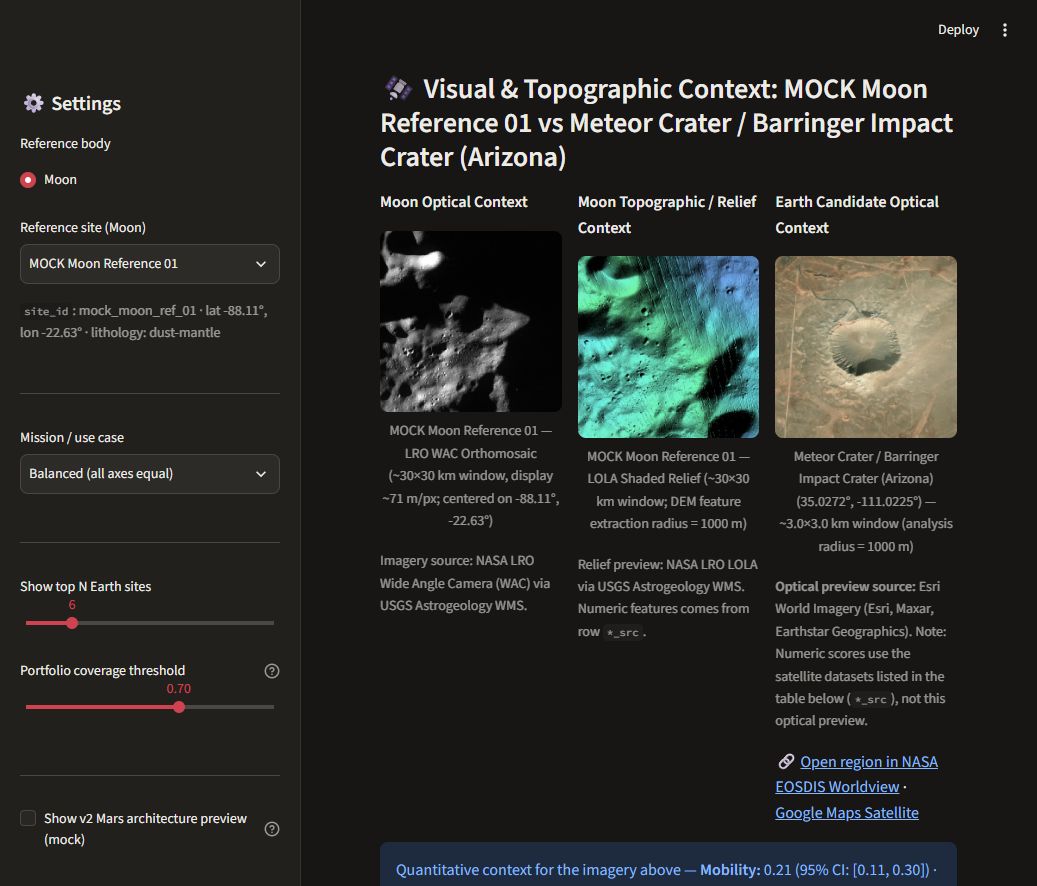 Deploy
Settings
Reference body
Moon
Reference site (Moon)
MOCK Moon Reference 01
site_id : mock_moon_ref_01 · lat -88.11°,
lon -22.63° · lithology: dust-mantle
Mission / use case
Balanced (all axes equal)
Show top N Earth sites
6
Portfolio coverage threshold
0.70
Show v2 Mars architecture preview
(mock)
Visual & Topographic Context: MOCK Moon
Reference 01 vs Meteor Crater / Barringer Impact
Crater (Arizona)
Moon Optical Context
MOCK Moon Reference 01 —
LRO WAC Orthomosaic
(~30×30 km window, display
~71 m/px; centered on -88.11°,
-22.63°)
Imagery source: NASA LRO
Wide Angle Camera (WAC) via
USGS Astrogeology WMS.
Moon Topographic / Relief
Context
MOCK Moon Reference 01 —
LOLA Shaded Relief (~30×30
km window; DEM feature
extraction radius = 1000 m)
Relief preview: NASA LRO LOLA
via USGS Astrogeology WMS.
Numeric features comes from
row *_src .
Earth Candidate Optical
Context
Meteor Crater / Barringer
Impact Crater (Arizona)
(35.0272°, -111.0225°) —
~3.0×3.0 km window (analysis
radius = 1000 m)
Optical preview source: Esri
World Imagery (Esri, Maxar,
Earthstar Geographics). Note:
Numeric scores use the
satellite datasets listed in the
table below ( *_src ), not this
optical preview.
Open region in NASA
EOSDIS Worldview ·
Google Maps Satellite
Quantitative context for the imagery above — Mobility: 0.21 (95% CI: [0.11, 0.30]) ·